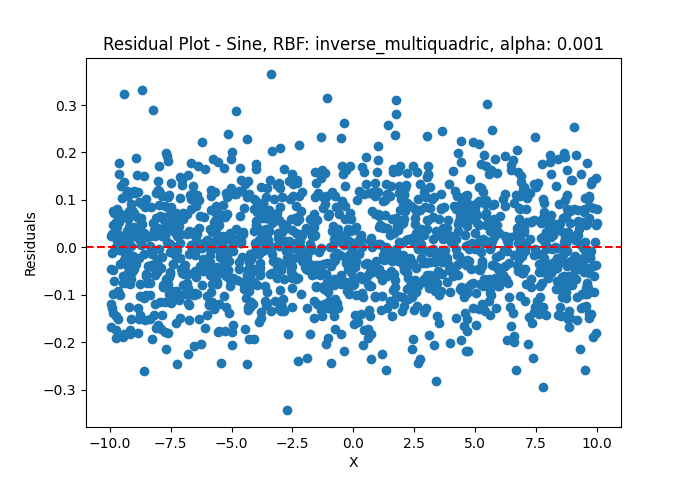 Residual Plot - Sine, RBF: inverse_multiquadric, alpha: 0.001
0.3
0.2
0.1
0.0
−0.1
−0.2
−0.3
Residuals
−10.0 −7.5 −5.0 −2.5 0.0 2.5 5.0 7.5 10.0
X